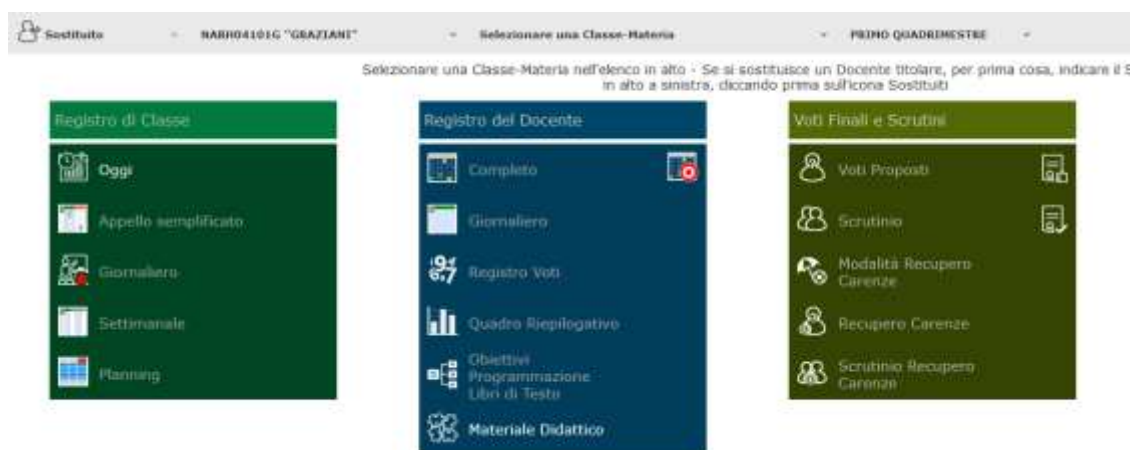 Sostituito
NARH04101G "GRAZIANI"
Selezionare una Classe-Materia
PRIMO QUADRIMESTRE
Selezionare una Classe-Materia nell'elenco in alto - Se si sostituisce un Docente titolare, per prima cosa, indicare il S
in alto a sinistra, cliccando prima sull'icona Sostituiti
Registro di Classe
Oggi
Appello semplificato
Giornaliero
Settimanale
Planning
Registro del Docente
Completo
Giornaliero
Registro Voti
Quadro Riepilogativo
Obiettivi
Programmazione
Libri di Testo
Materiale Didattico
Voti Finali e Scrutini
Voti Proposti
Scrutinio
Modalità Recupero
Carenze
Recupero Carenze
Scrutinio Recupero
Carenze